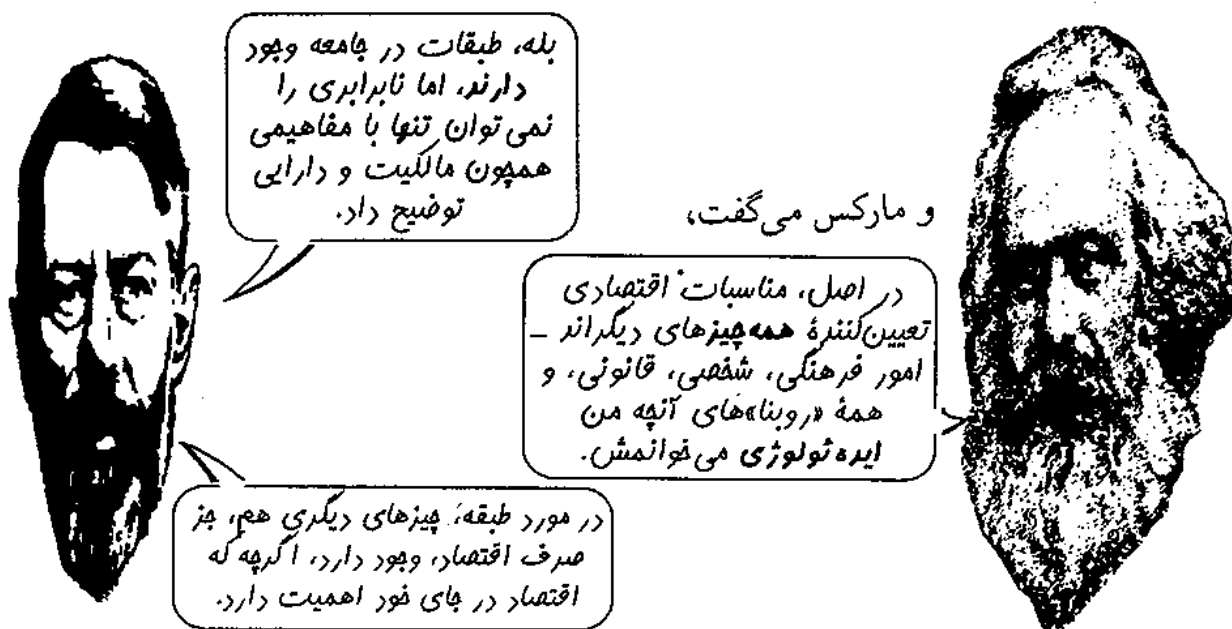 بله، طبقات در جامعه وجود
دارند، اما نابرابری را
نمی‌توان تنها با مفاهیمی
همچون مالکیت و دارایی
توضیح داد.
و مارکس می‌گفت،
در اصل، مناسبات اقتصادی
تعیین‌کنندهٔ همه‌چیزهای دیگراند –
امور فرهنگی، شخصی، قانونی، و
همهٔ «روبنا»های آنچه من
ایدئولوژی می‌خوانمش.
در مورد طبقه، چیزهای دیگری هم، جز
صرف اقتصاد، وجود دارد، اگرچه که
اقتصاد در جای خود اهمیت دارد.